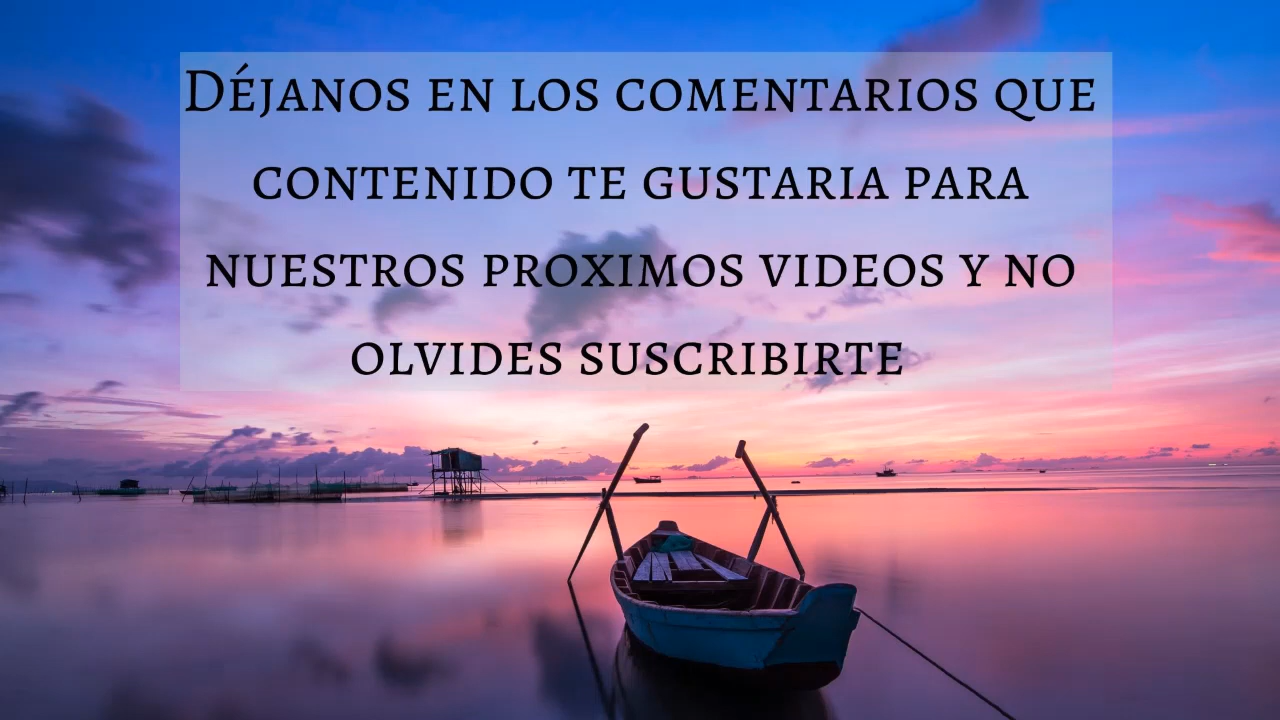 Déjanos en los comentarios que
contenido te gustaria para
nuestros proximos videos y no
olvides suscribirte